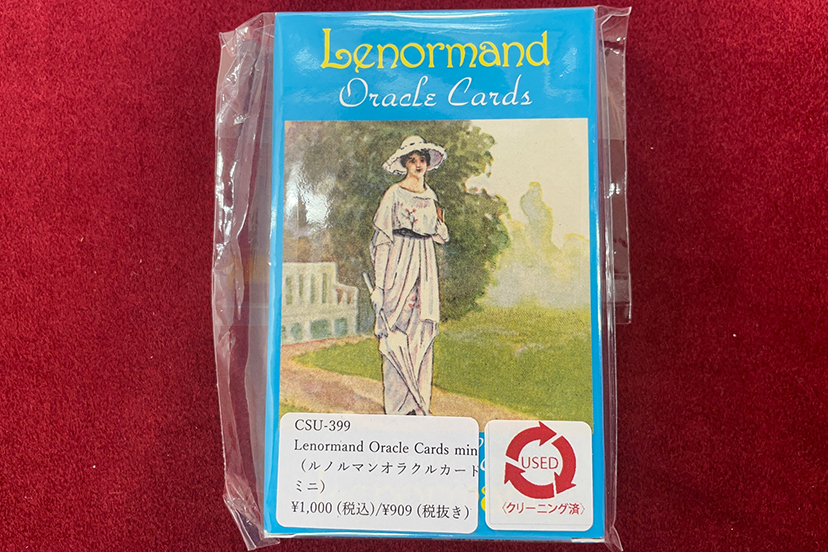 Lenormand
Oracle Cards
CSU-399
Lenormand Oracle Cards min
(ルノルマンオラクルカード
ミニ)
¥1,000 (税込)/¥909 (税抜き)
USED
〈クリーニング済〉